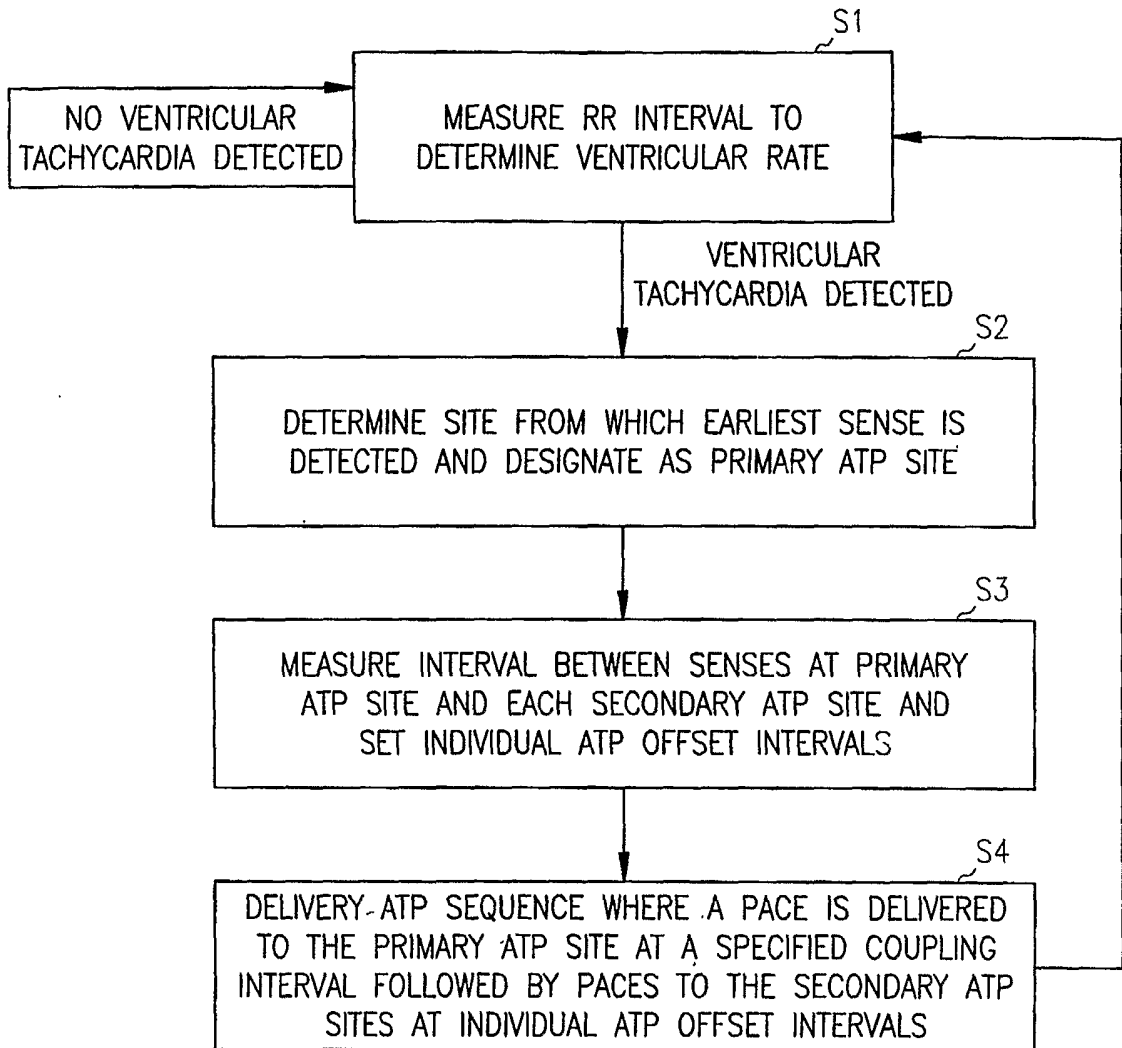 S1
NO VENTRICULAR
TACHYCARDIA DETECTED
MEASURE RR INTERVAL TO
DETERMINE VENTRICULAR RATE
VENTRICULAR
TACHYCARDIA DETECTED
S2
DETERMINE SITE FROM WHICH EARLIEST SENSE IS
DETECTED AND DESIGNATE AS PRIMARY ATP SITE
S3
MEASURE INTERVAL BETWEEN SENSES AT PRIMARY
ATP SITE AND EACH SECONDARY ATP SITE AND
SET INDIVIDUAL ATP OFFSET INTERVALS
S4
DELIVERY ATP SEQUENCE WHERE A PACE IS DELIVERED
TO THE PRIMARY ATP SITE AT A SPECIFIED COUPLING
INTERVAL FOLLOWED BY PACES TO THE SECONDARY ATP
SITES AT INDIVIDUAL ATP OFFSET INTERVALS